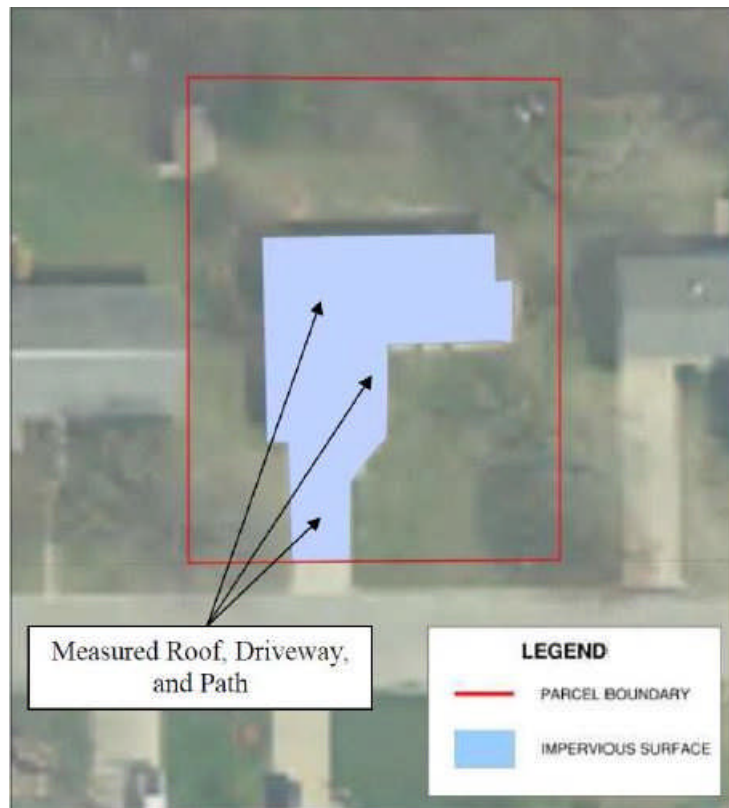 Measured Roof, Driveway,
and Path
LEGEND
PARCEL BOUNDARY
IMPERVIOUS SURFACE